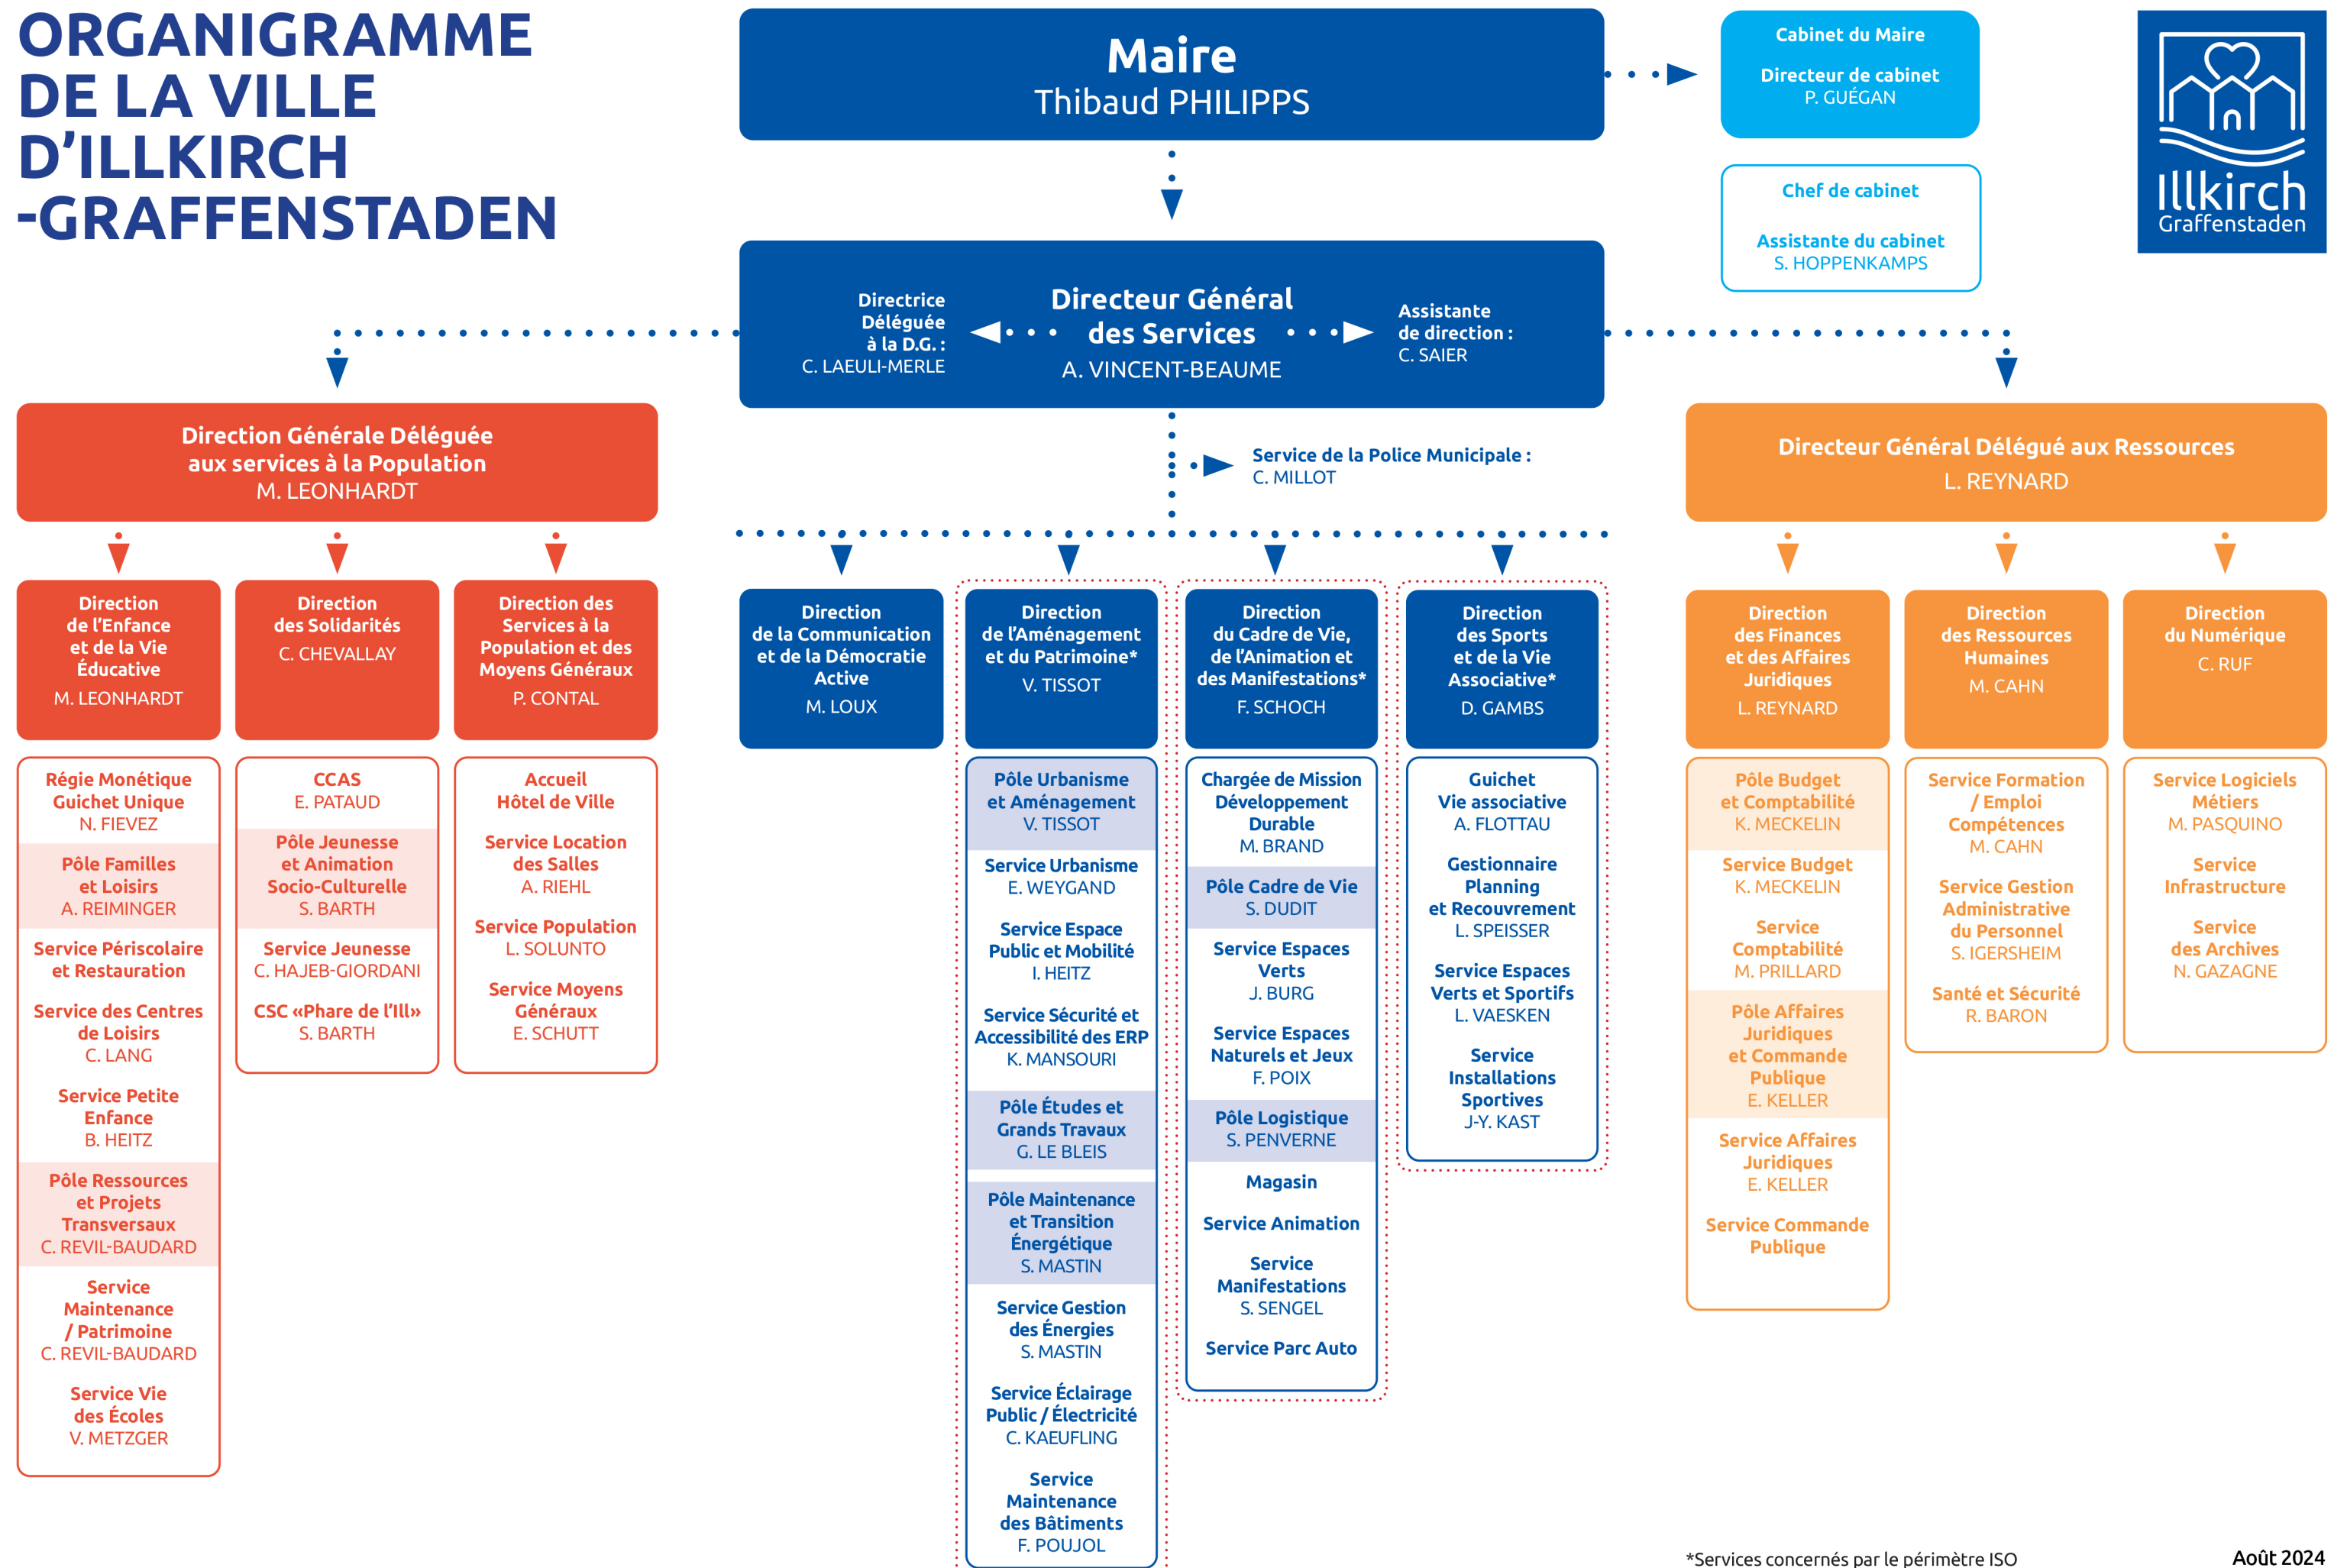 ORGANIGRAMME
DE LA VILLE
D’ILLKIRCH
-GRAFFENSTADEN
Maire
Thibaud PHILIPPS
Cabinet du Maire
Directeur de cabinet
P. GUÉGAN
Chef de cabinet
Assistante du cabinet
S. HOPPENKAMPS
Illkirch
Graffenstaden
Directrice
Déléguée
à la D.G. :
C. LAEULI-MERLE
Directeur Général
des Services
A. VINCENT-BEAUME
Assistante
de direction :
C. SAIER
Service de la Police Municipale :
C. MILLOT
Direction Générale Déléguée
aux services à la Population
M. LEONHARDT
Direction
de l’Enfance
et de la Vie
Éducative
M. LEONHARDT
Régie Monétique
Guichet Unique
N. FIEVEZ
Pôle Familles
et Loisirs
A. REIMINGER
Service Périscolaire
et Restauration
Service des Centres
de Loisirs
C. LANG
Service Petite
Enfance
B. HEITZ
Pôle Ressources
et Projets
Transversaux
C. REVIL-BAUDARD
Service
Maintenance
/ Patrimoine
C. REVIL-BAUDARD
Service Vie
des Écoles
V. METZGER
Direction
des Solidarités
C. CHEVALLAY
CCAS
E. PATAUD
Pôle Jeunesse
et Animation
Socio-Culturelle
S. BARTH
Service Jeunesse
C. HAJEB-GIORDANI
CSC «Phare de l’Ill»
S. BARTH
Direction des
Services à la
Population et des
Moyens Généraux
P. CONTAL
Accueil
Hôtel de Ville
Service Location
des Salles
A. RIEHL
Service Population
L. SOLUNTO
Service Moyens
Généraux
E. SCHUTT
Direction
de la Communication
et de la Démocratie
Active
M. LOUX
Direction
de l’Aménagement
et du Patrimoine*
V. TISSOT
Pôle Urbanisme
et Aménagement
V. TISSOT
Service Urbanisme
E. WEYGAND
Service Espace
Public et Mobilité
I. HEITZ
Service Sécurité et
Accessibilité des ERP
K. MANSOURI
Pôle Études et
Grands Travaux
G. LE BLEIS
Pôle Maintenance
et Transition
Énergétique
S. MASTIN
Service Gestion
des Énergies
S. MASTIN
Service Éclairage
Public / Électricité
C. KAEUFLING
Service
Maintenance
des Bâtiments
F. POUJOL
Direction
du Cadre de Vie,
de l’Animation et
des Manifestations*
F. SCHOCH
Chargée de Mission
Développement
Durable
M. BRAND
Pôle Cadre de Vie
S. DUDIT
Service Espaces
Verts
J. BURG
Service Espaces
Naturels et Jeux
F. POIX
Pôle Logistique
S. PENVERNE
Magasin
Service Animation
Service
Manifestations
S. SENGEL
Service Parc Auto
Direction
des Sports
et de la Vie
Associative*
D. GAMBS
Guichet
Vie associative
A. FLOTTAU
Gestionnaire
Planning
et Recouvrement
L. SPEISSER
Service Espaces
Verts et Sportifs
L. VAESKEN
Service
Installations
Sportives
J-Y. KAST
Directeur Général Délégué aux Ressources
L. REYNARD
Direction
des Finances
et des Affaires
Juridiques
L. REYNARD
Pôle Budget
et Comptabilité
K. MECKELIN
Service Budget
K. MECKELIN
Service
Comptabilité
M. PRILLARD
Pôle Affaires
Juridiques
et Commande
Publique
E. KELLER
Service Affaires
Juridiques
E. KELLER
Service Commande
Publique
Direction
des Ressources
Humaines
M. CAHN
Service Formation
/ Emploi
Compétences
M. CAHN
Service Gestion
Administrative
du Personnel
S. IGERSHEIM
Santé et Sécurité
R. BARON
Direction
du Numérique
C. RUF
Service Logiciels
Métiers
M. PASQUINO
Service
Infrastructure
Service
des Archives
N. GAZAGNE
*Services concernés par le périmètre ISO
Août 2024